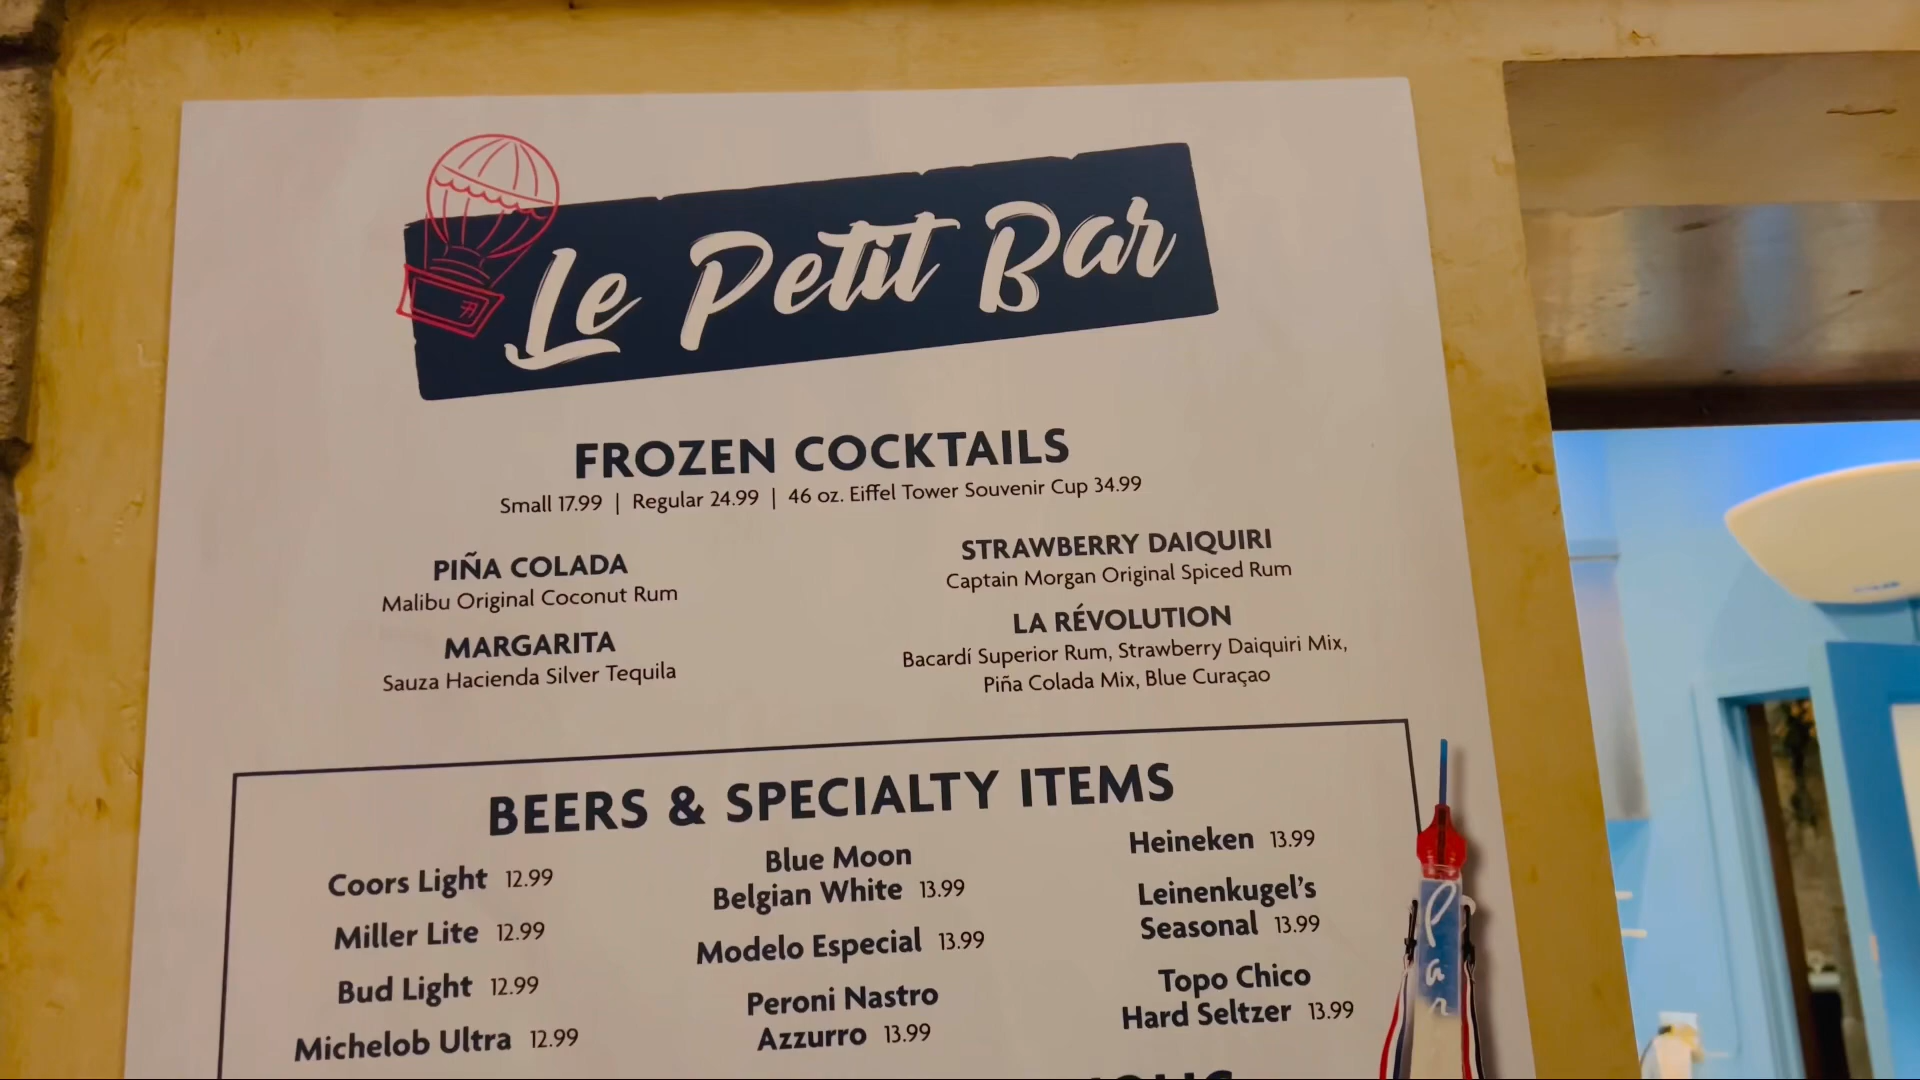 Le Petit Bar
FROZEN COCKTAILS
Small 17.99 | Regular 24.99 | 46 oz. Eiffel Tower Souvenir Cup 34.99
PIÑA COLADA
Malibu Original Coconut Rum
MARGARITA
Sauza Hacienda Silver Tequila
STRAWBERRY DAIQUIRI
Captain Morgan Original Spiced Rum
LA RÉVOLUTION
Bacardí Superior Rum, Strawberry Daiquiri Mix,
Piña Colada Mix, Blue Curaçao
BEERS & SPECIALTY ITEMS
Coors Light 12.99
Miller Lite 12.99
Bud Light 12.99
Michelob Ultra 12.99
Blue Moon
Belgian White 13.99
Modelo Especial 13.99
Peroni Nastro
Azzurro 13.99
Heineken 13.99
Leinenkugel's
Seasonal 13.99
Topo Chico
Hard Seltzer 13.99